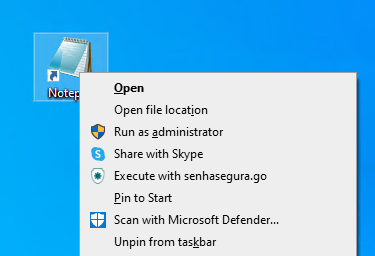 Notep
Open
Open file location
Run as administrator
Share with Skype
Execute with senhasegura.go
Pin to Start
Scan with Microsoft Defender...
Unpin from taskbar